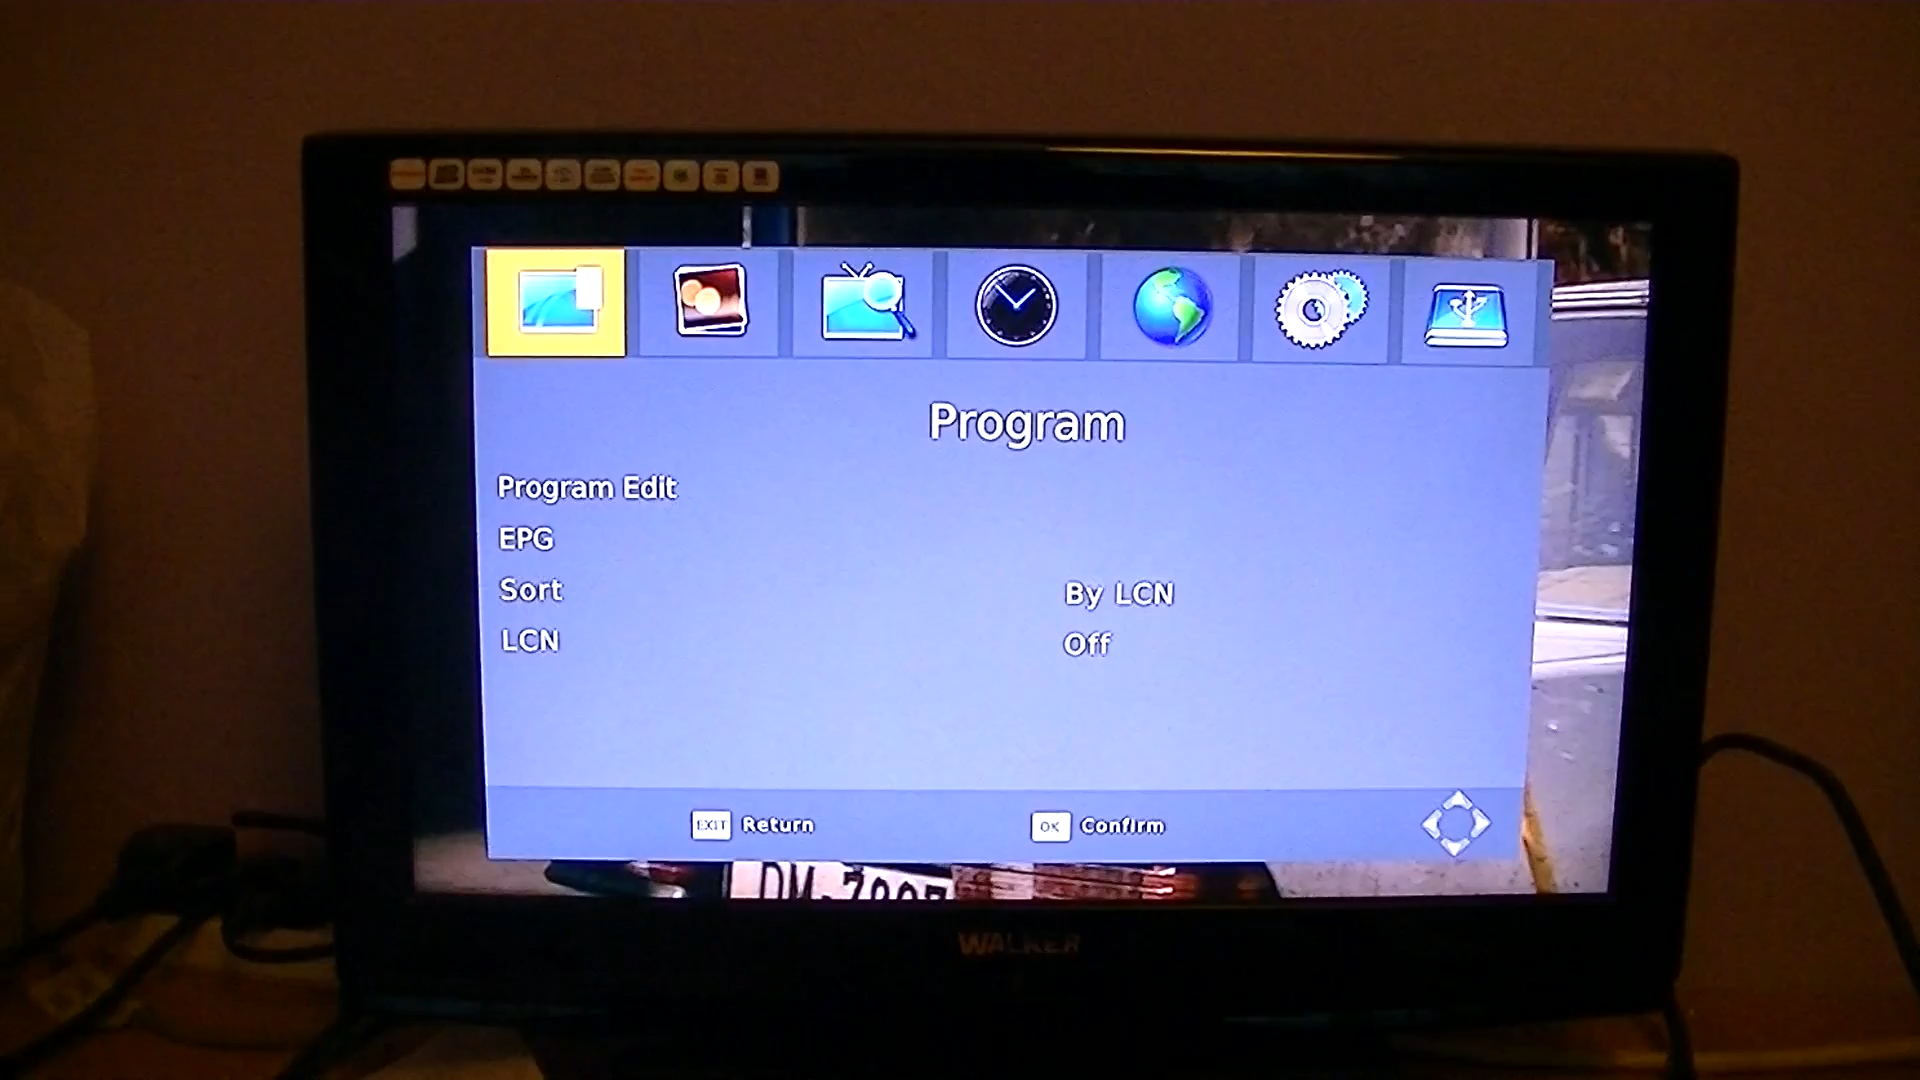 Program
Program Edit
EPG
Sort By LCN
LCN Off
EXIT Return OK Confirm
WALKER